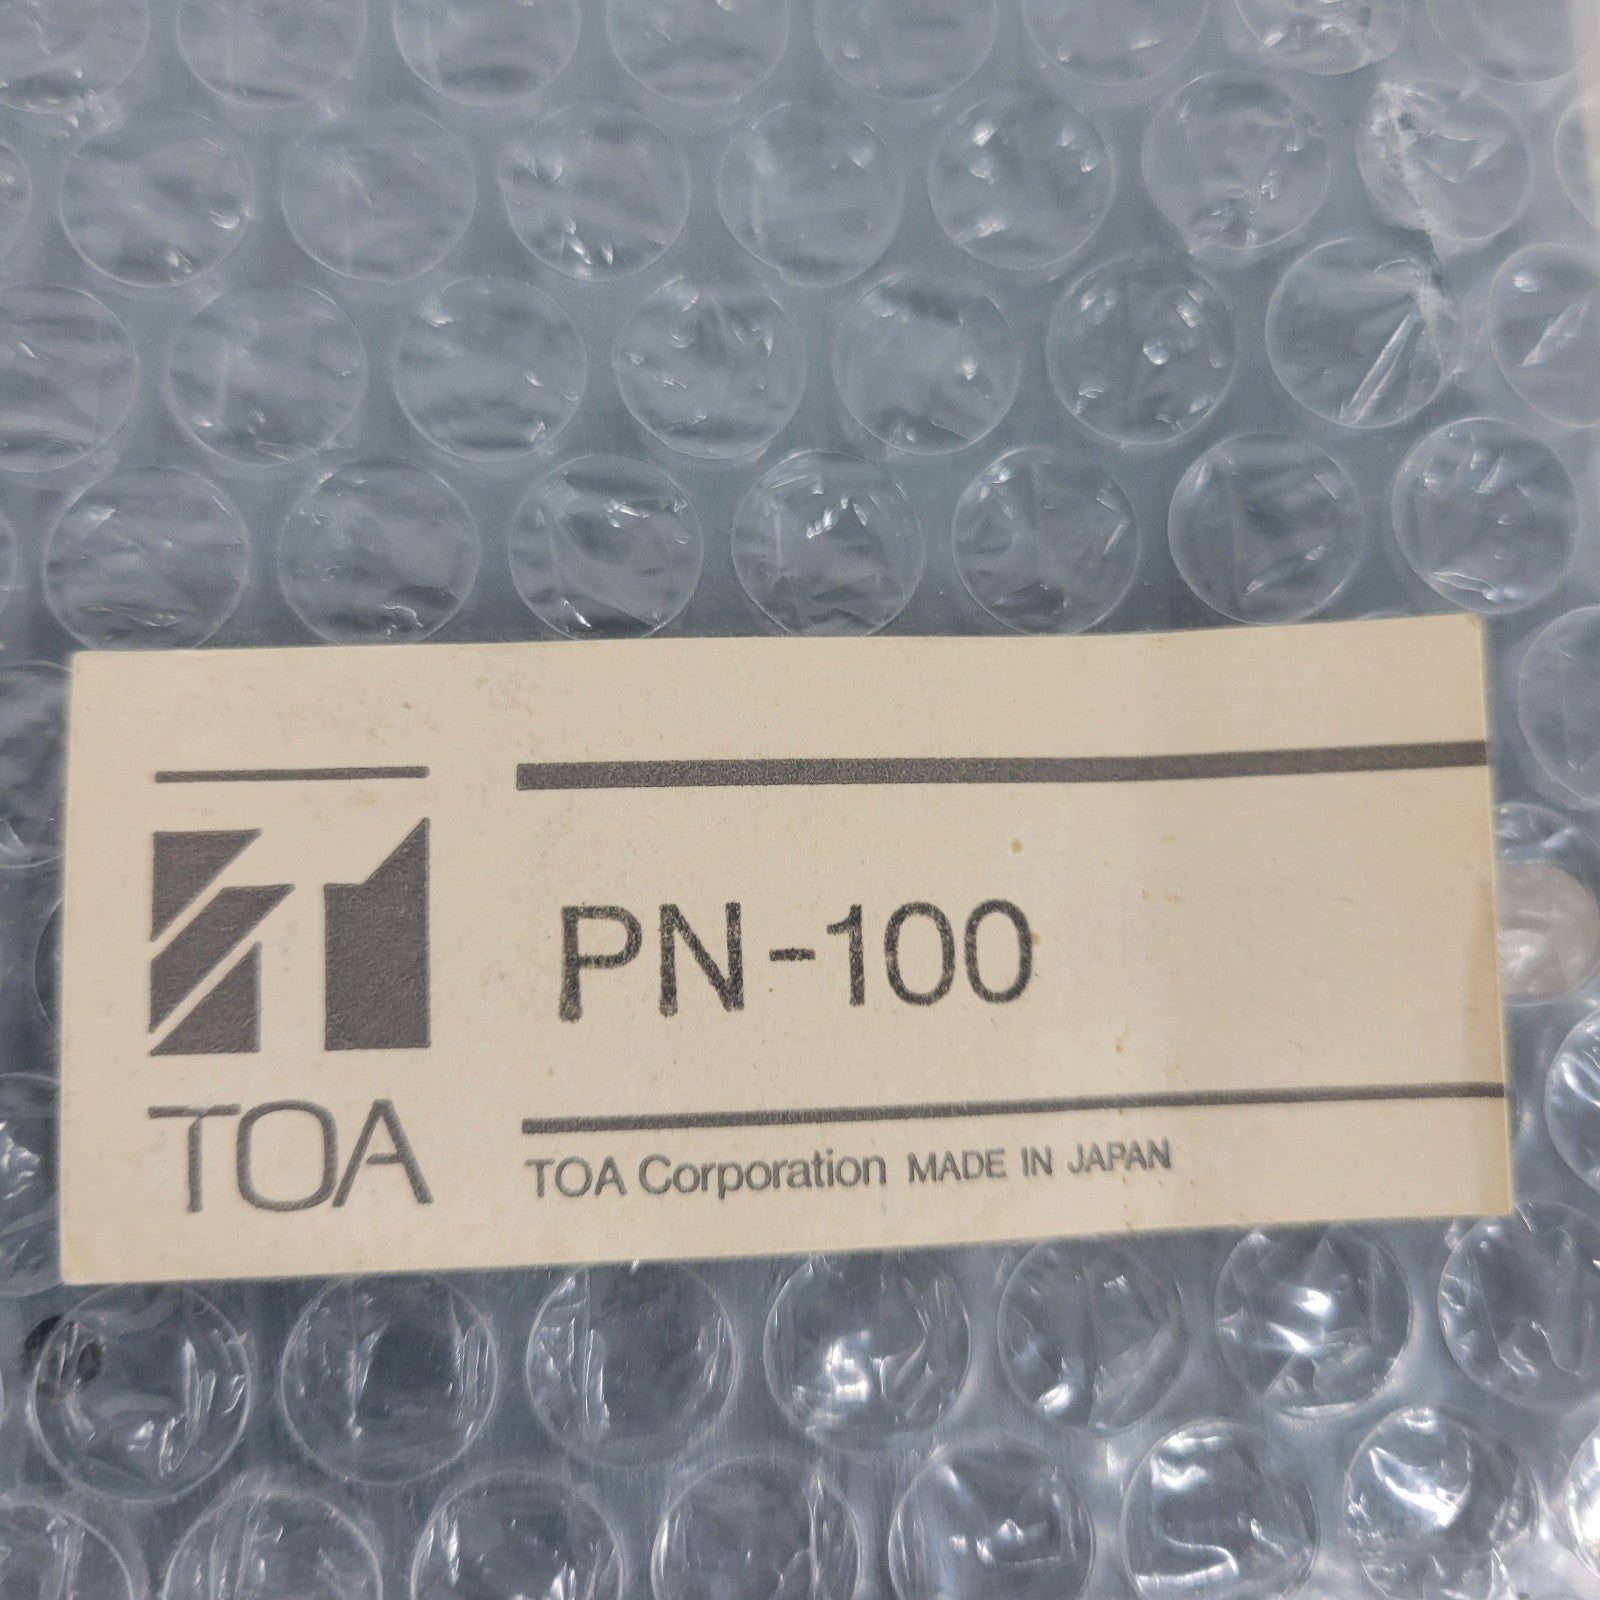 TOA
PN-100
TOA Corporation MADE IN JAPAN